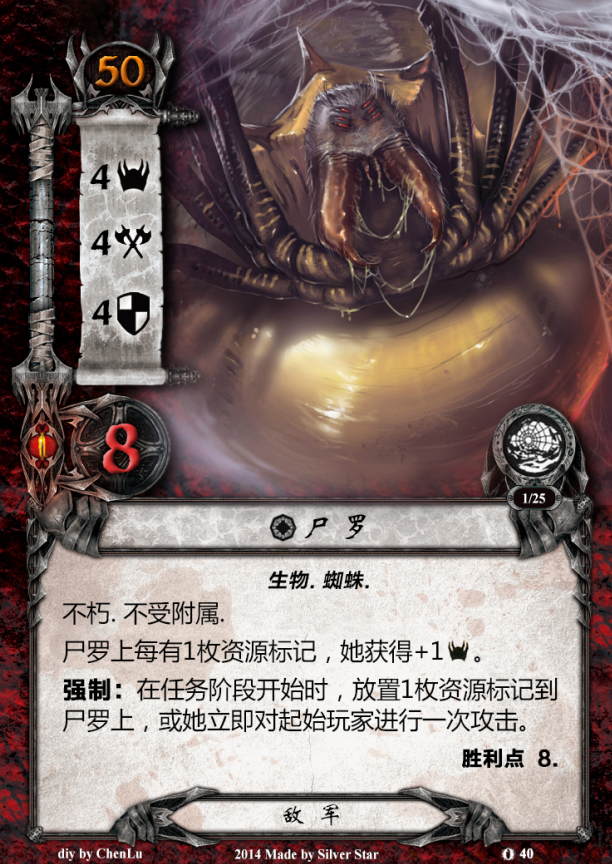 50
4
4
4
8
1/25
尸罗
生物. 蜘蛛.
不朽. 不受附属.
尸罗上每有1枚资源标记，她获得+1。
强制：在任务阶段开始时，放置1枚资源标记到
尸罗上，或她立即对起始玩家进行一次攻击。
胜利点 8.
敌军
diy by ChenLu
2014 Made by Silver Star
40